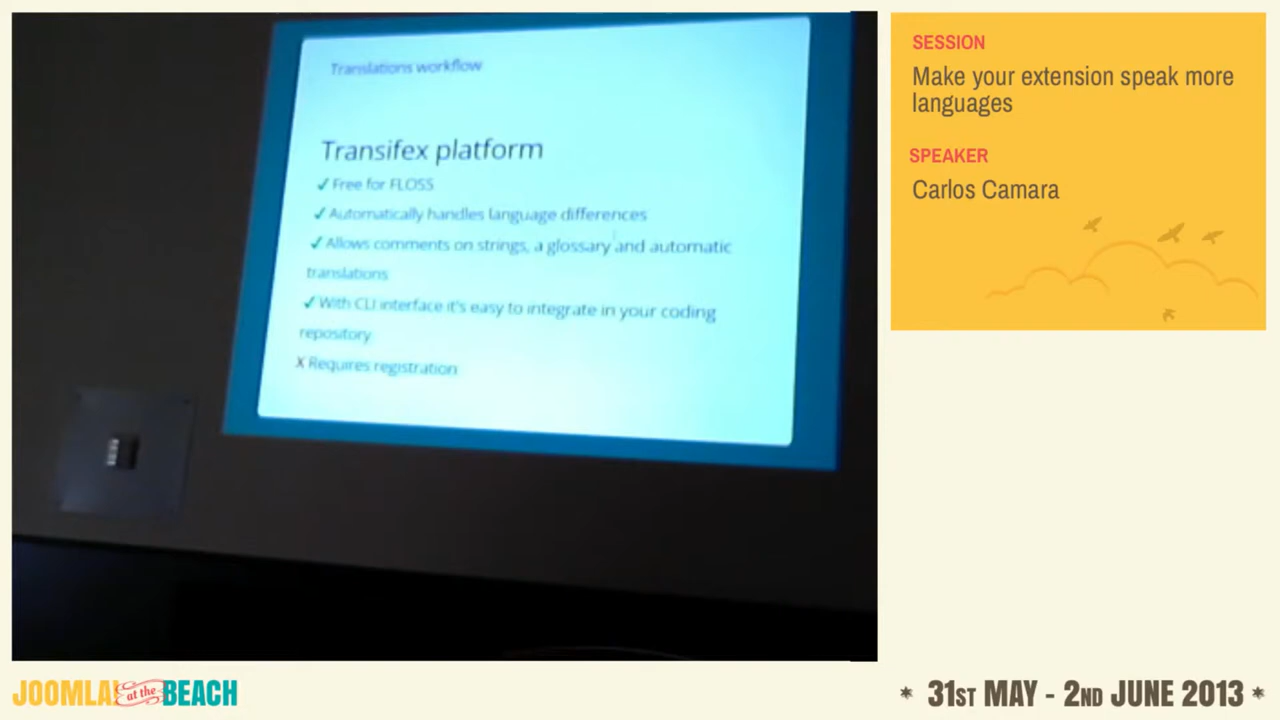 Translations workflow
Transifex platform
✓ Free for FLOSS
✓ Automatically handles language differences
✓ Allows comments on strings, a glossary and automatic
translations
✓ With CLI interface it's easy to integrate in your coding
repository
X Requires registration
SESSION
Make your extension speak more
languages
SPEAKER
Carlos Camara
JOOMLA! at the BEACH
* 31ST MAY - 2ND JUNE 2013 *